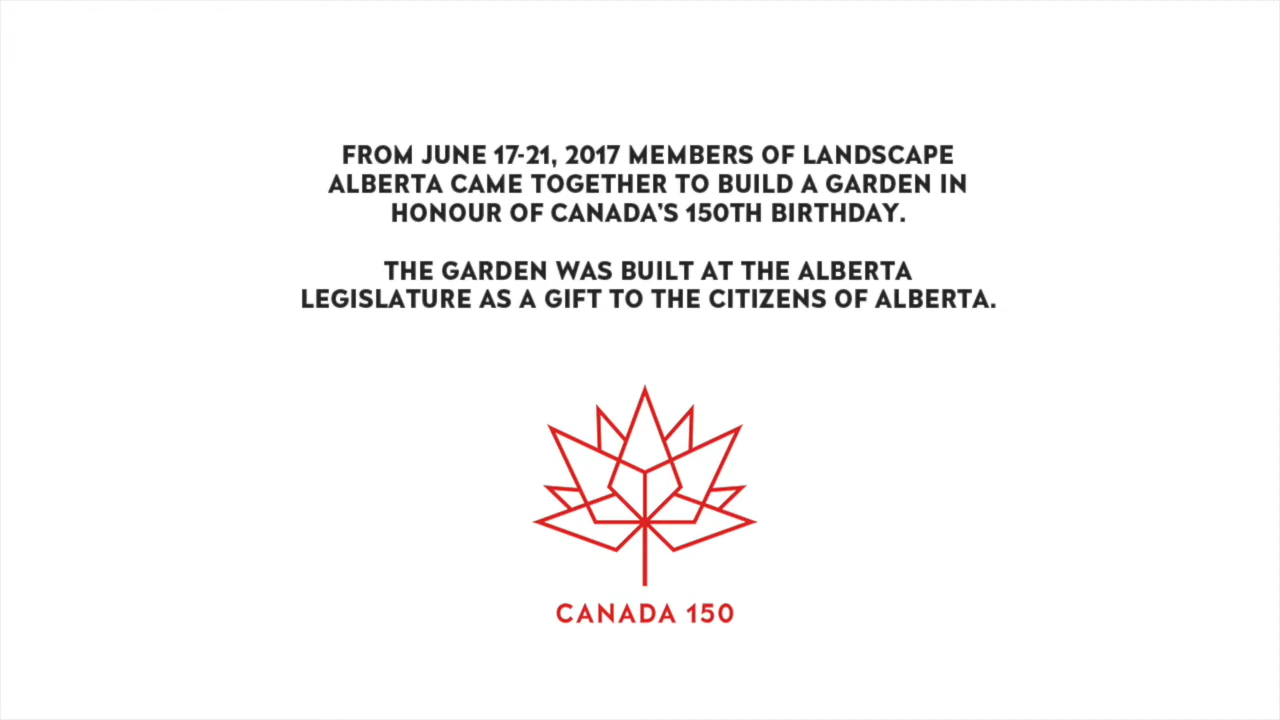 FROM JUNE 17-21, 2017 MEMBERS OF LANDSCAPE
ALBERTA CAME TOGETHER TO BUILD A GARDEN IN
HONOUR OF CANADA'S 150TH BIRTHDAY.
THE GARDEN WAS BUILT AT THE ALBERTA
LEGISLATURE AS A GIFT TO THE CITIZENS OF ALBERTA.
CANADA 150